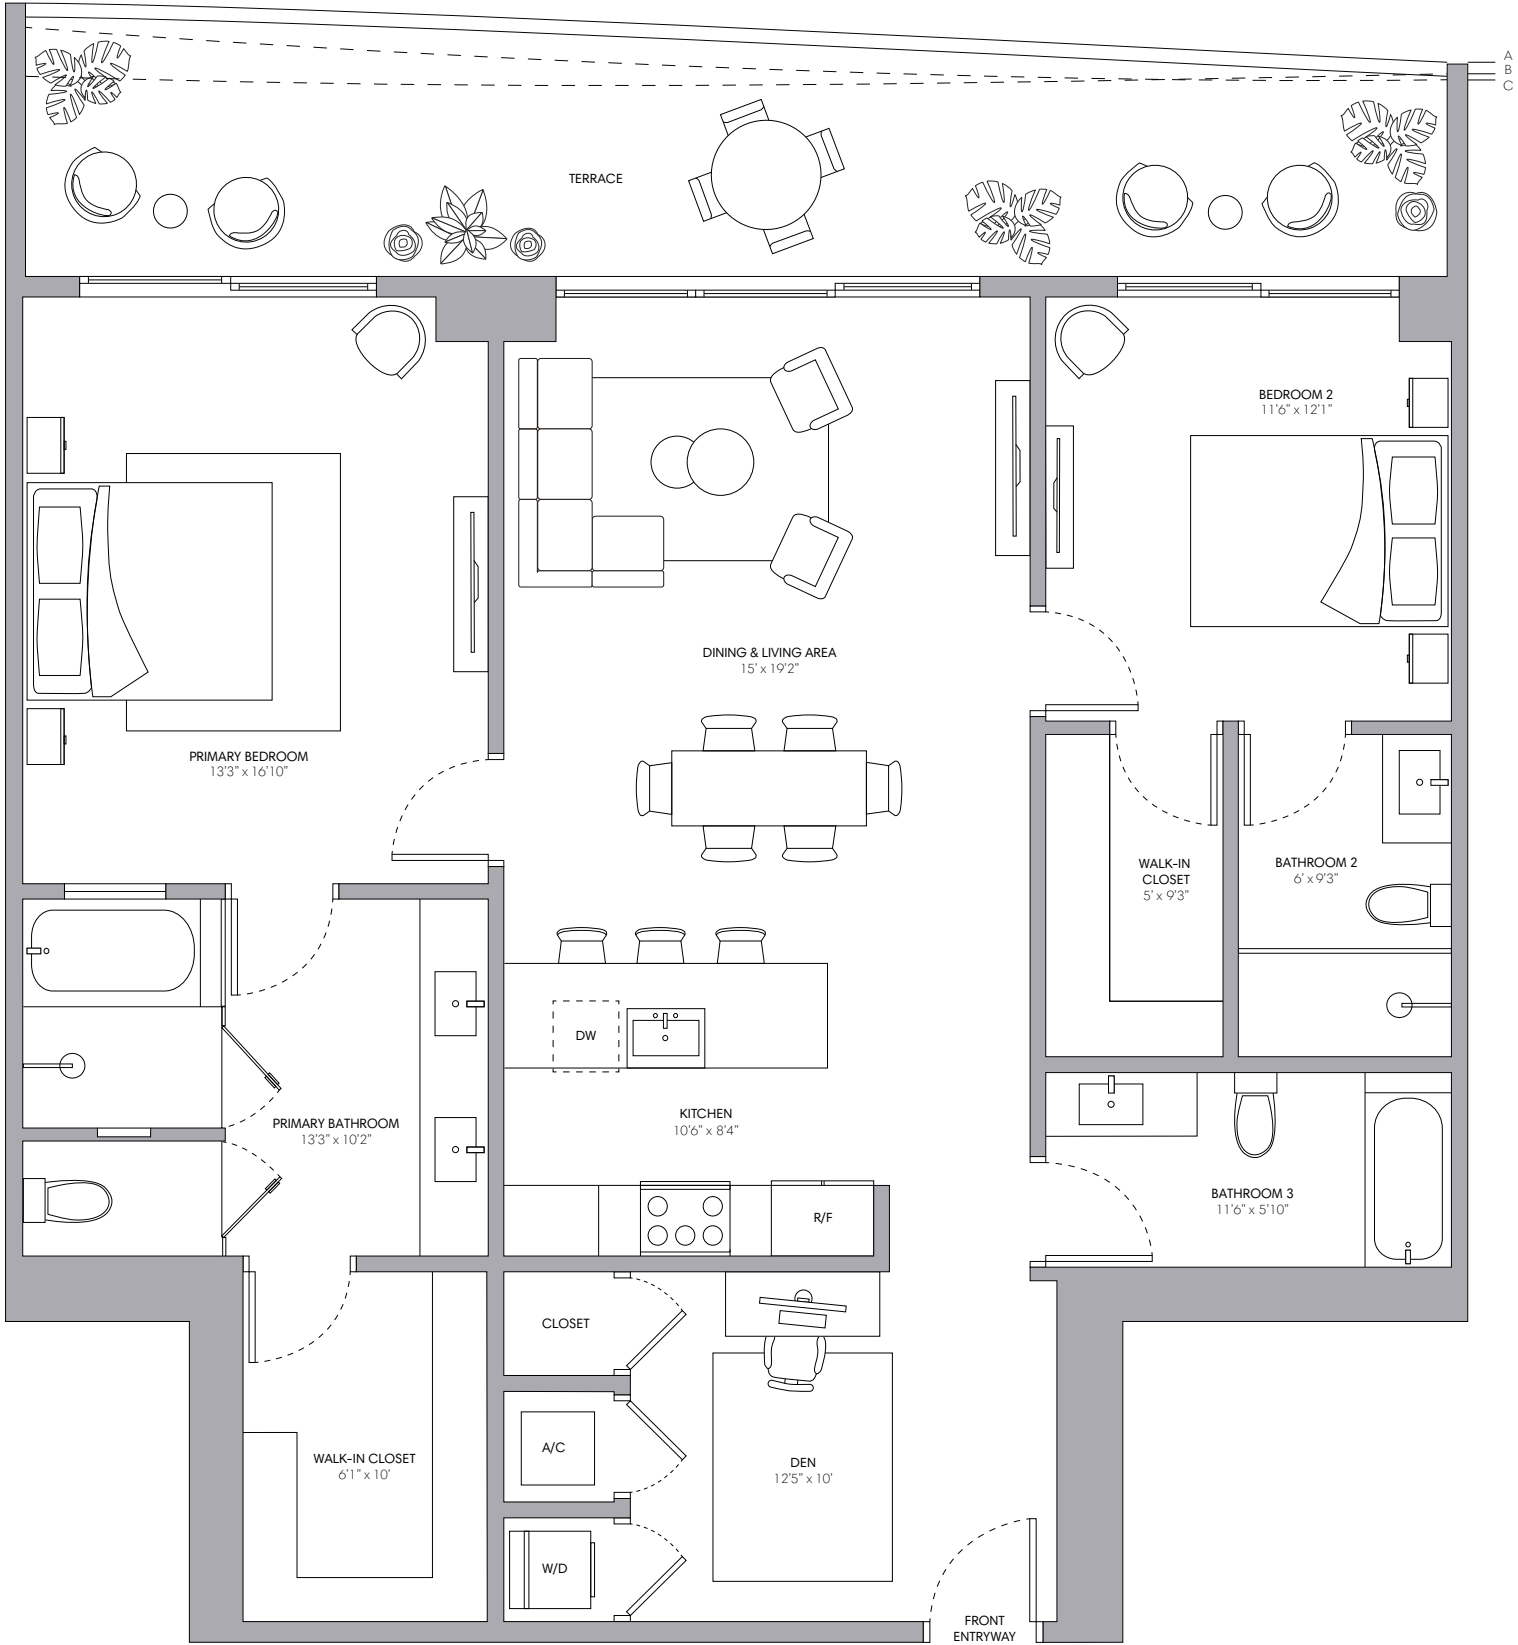 A
B
C
TERRACE
BEDROOM 2
11'6" x 12'1"
DINING & LIVING AREA
15' x 19'2"
PRIMARY BEDROOM
13'3" x 16'10"
WALK-IN
CLOSET
5' x 9'3"
BATHROOM 2
6' x 9'3"
DW
KITCHEN
10'6" x 8'4"
PRIMARY BATHROOM
13'3" x 10'2"
BATHROOM 3
11'6" x 5'10"
R/F
CLOSET
A/C
WALK-IN CLOSET
6'1" x 10'
DEN
12'5" x 10'
W/D
FRONT
ENTRYWAY